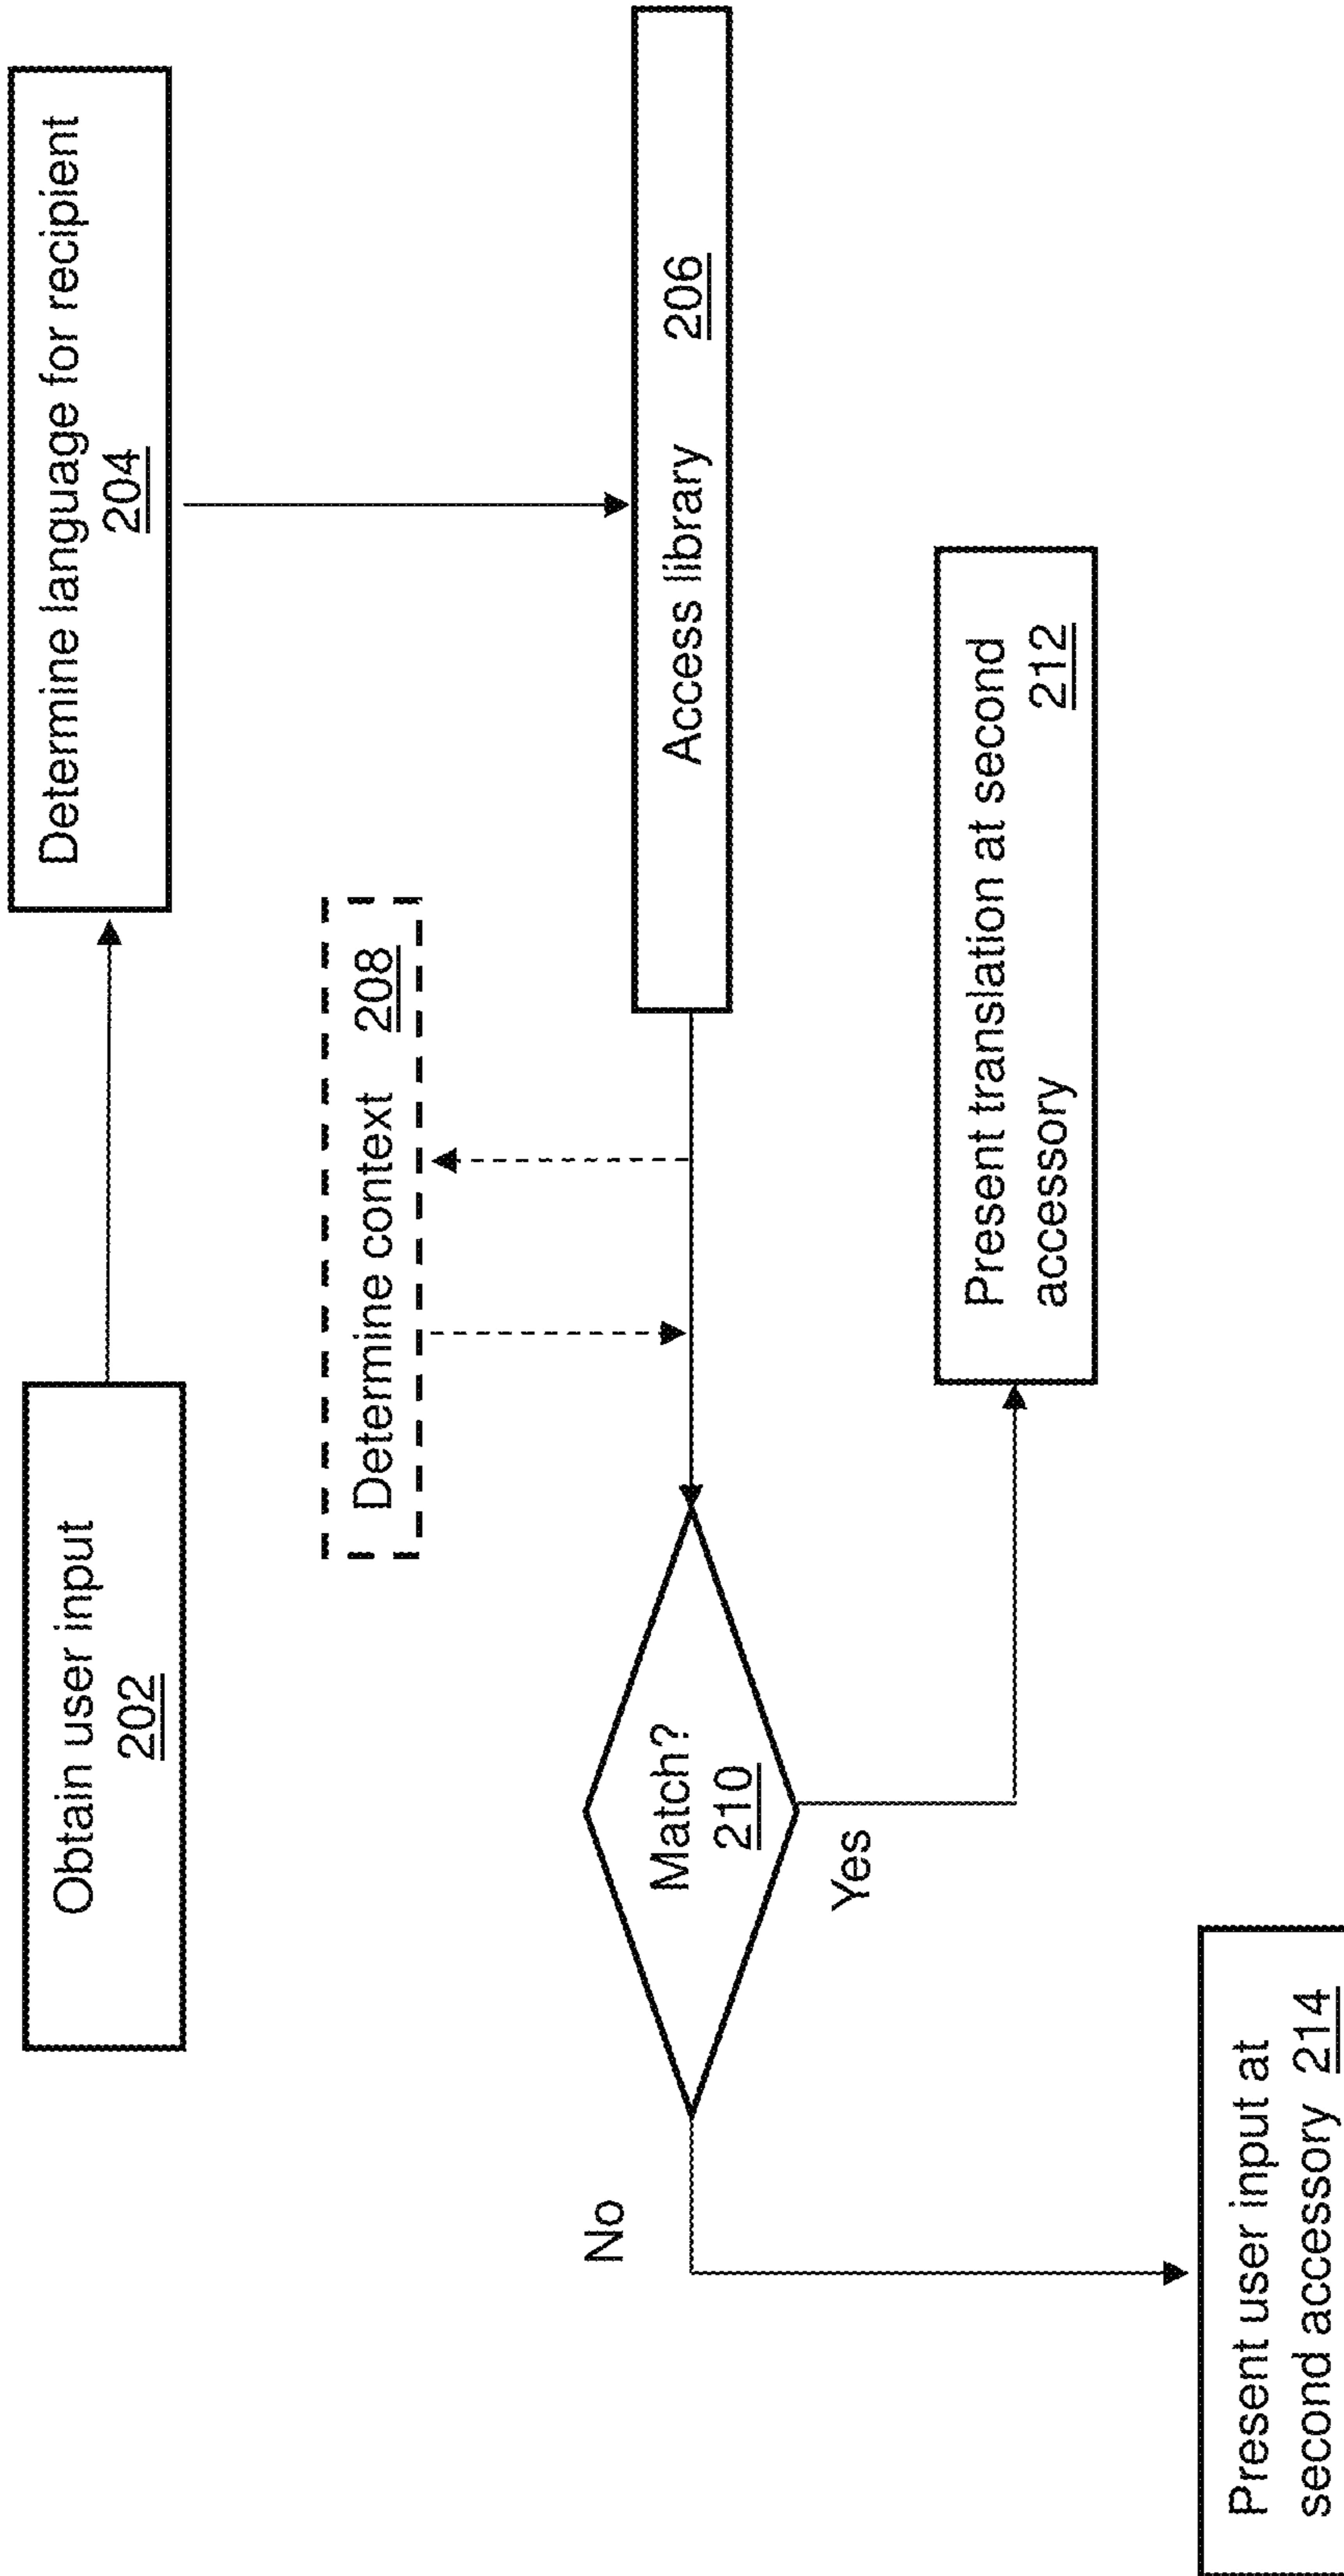 Obtain user input
202
Determine language for recipient
204
Determine context 208
Access library 206
Match?
210
No
Yes
Present translation at second
accessory 212
Present user input at
second accessory 214